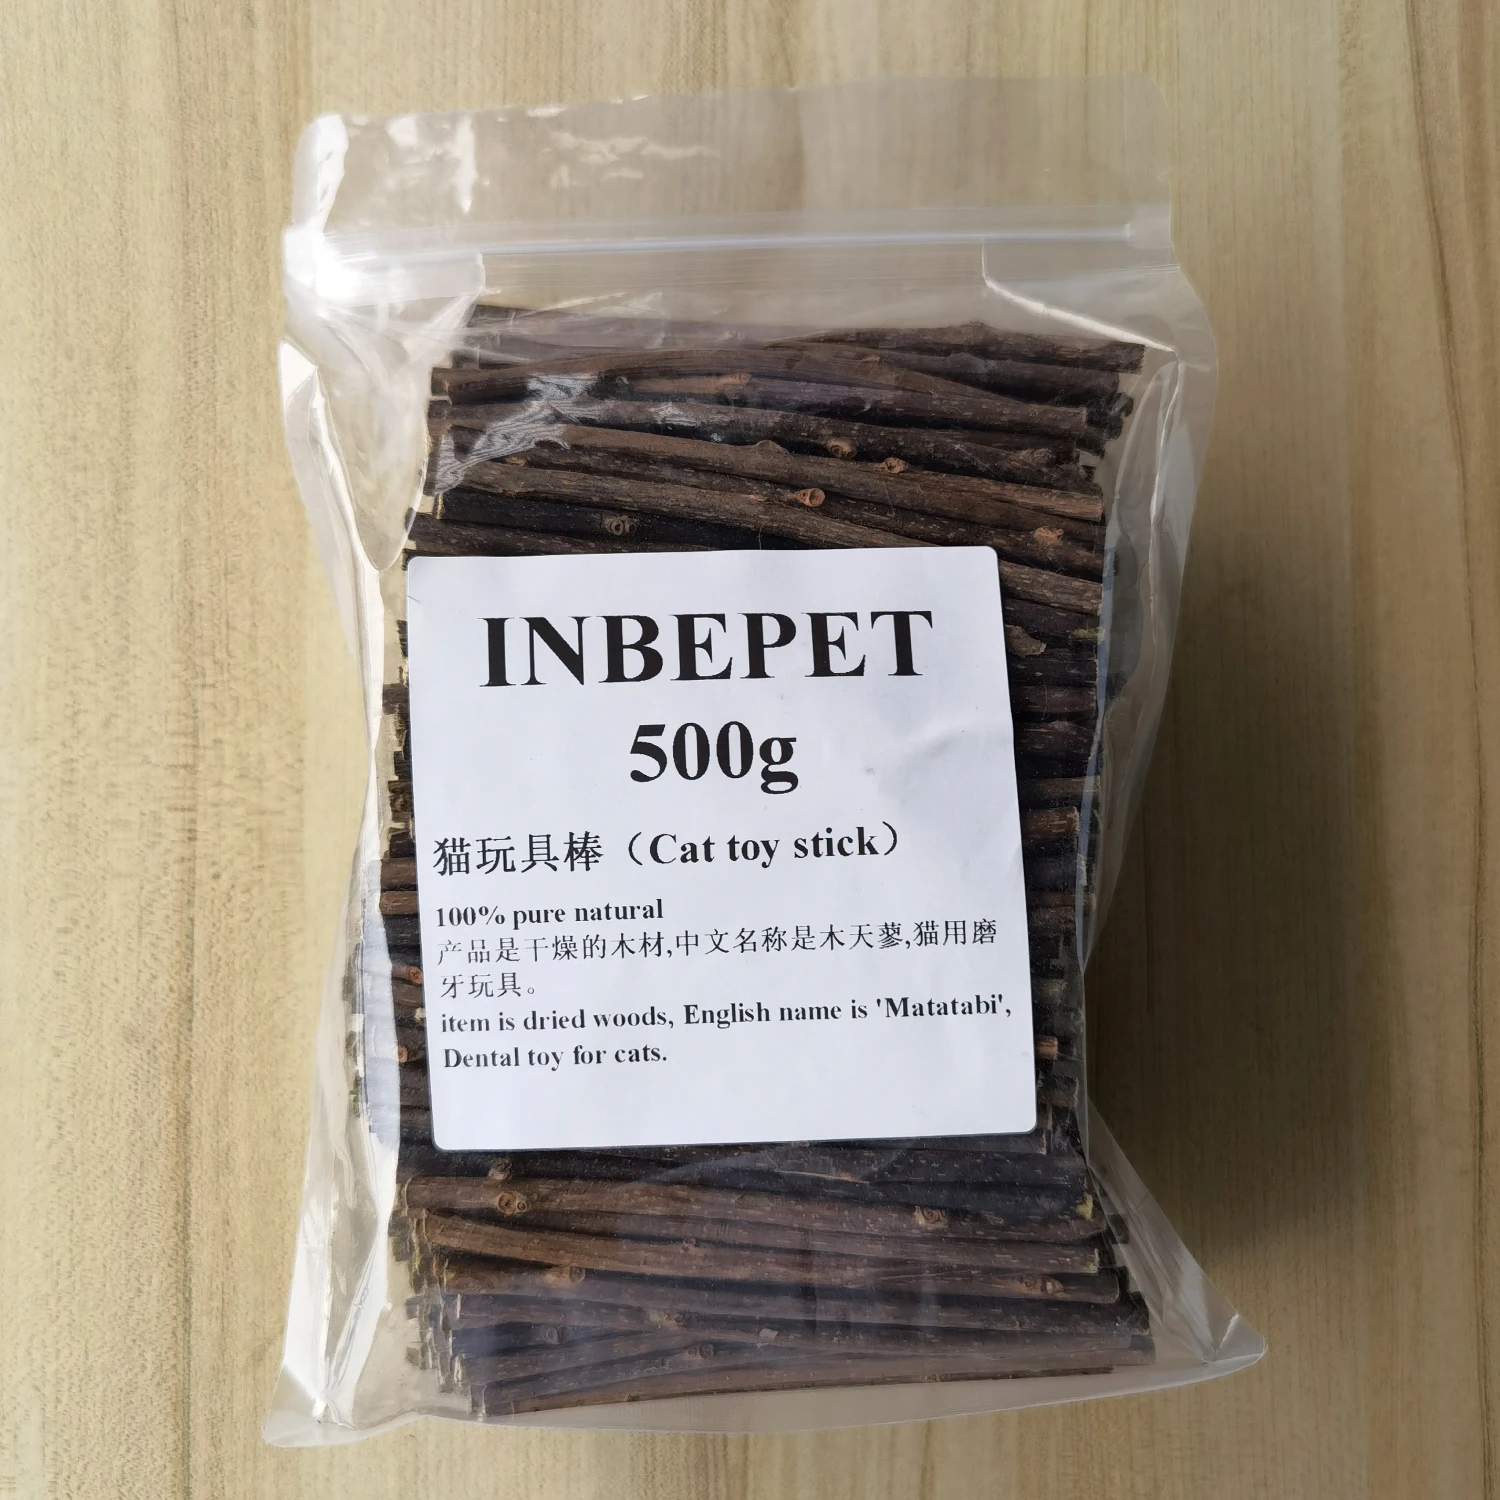 INBEPET
500g
猫玩具棒（Cat toy stick）
100% pure natural
产品是干燥的木材,中文名称是木天蓼,猫用磨
牙玩具。
item is dried woods, English name is 'Matatabi',
Dental toy for cats.